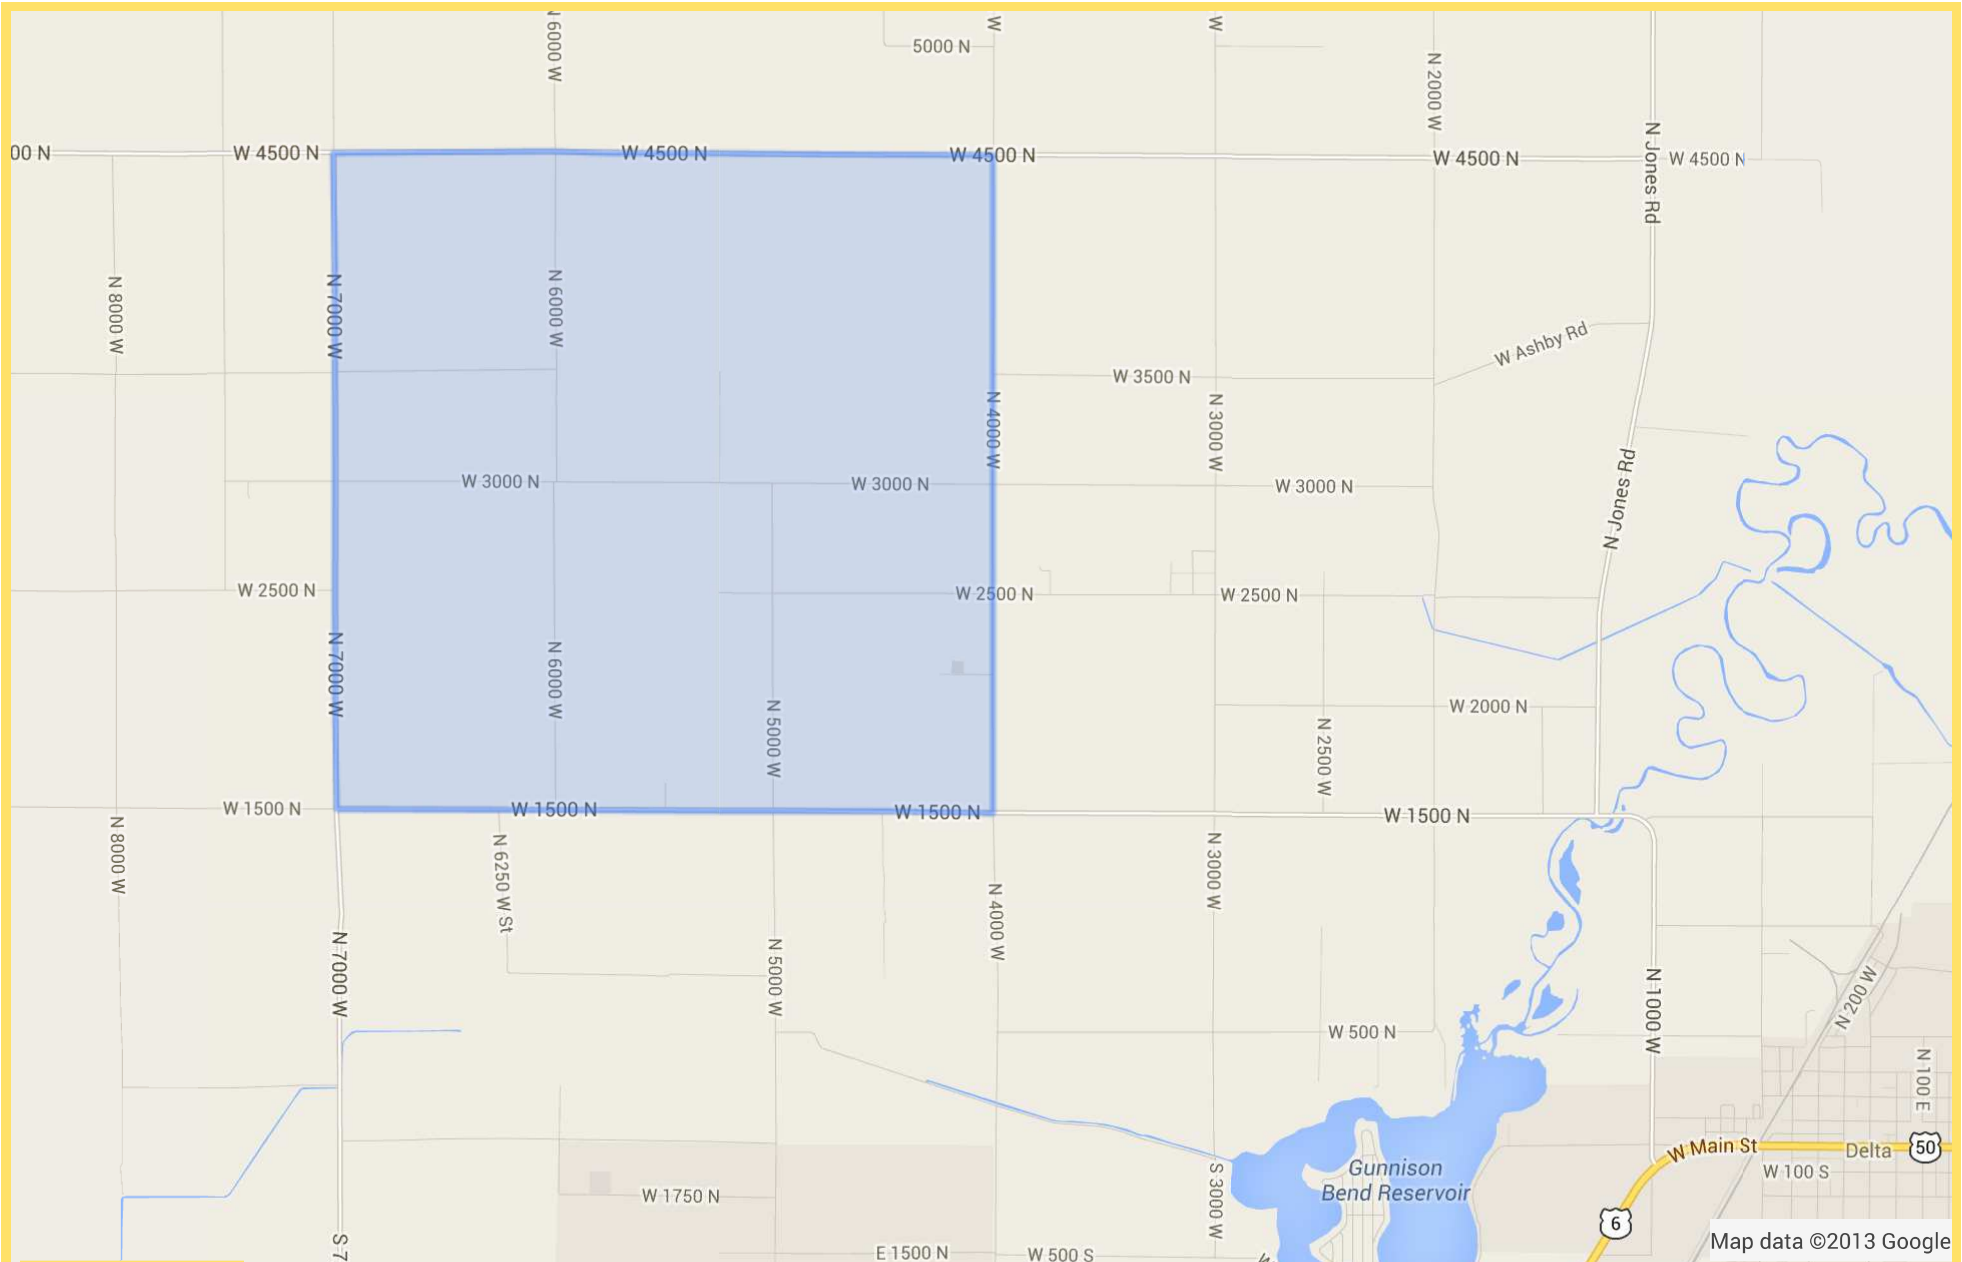 N 6000 W
W
W
5000 N
N 2000 W
00 N
W 4500 N
W 4500 N
W 4500 N
W 4500 N
W 4500 N
N Jones Rd
N 8000 W
N 7000 W
N 6000 W
W Ashby Rd
W 3500 N
N 4000 W
N 3000 W
W 3000 N
W 3000 N
W 3000 N
N Jones Rd
W 2500 N
W 2500 N
W 2500 N
N 7000 W
N 6000 W
N 5000 W
W 2000 N
N 2500 W
W 1500 N
W 1500 N
W 1500 N
W 1500 N
N 8000 W
N 6250 W St
N 3000 W
N 4000 W
N 7000 W
N 5000 W
N 1000 W
N 200 W
W 500 N
N 100 E
W Main St
Delta
50
W 100 S
Gunnison
Bend Reservoir
S 3000 W
W 1750 N
6
S 7
E 1500 N
W 500 S
W
Map data ©2013 Google